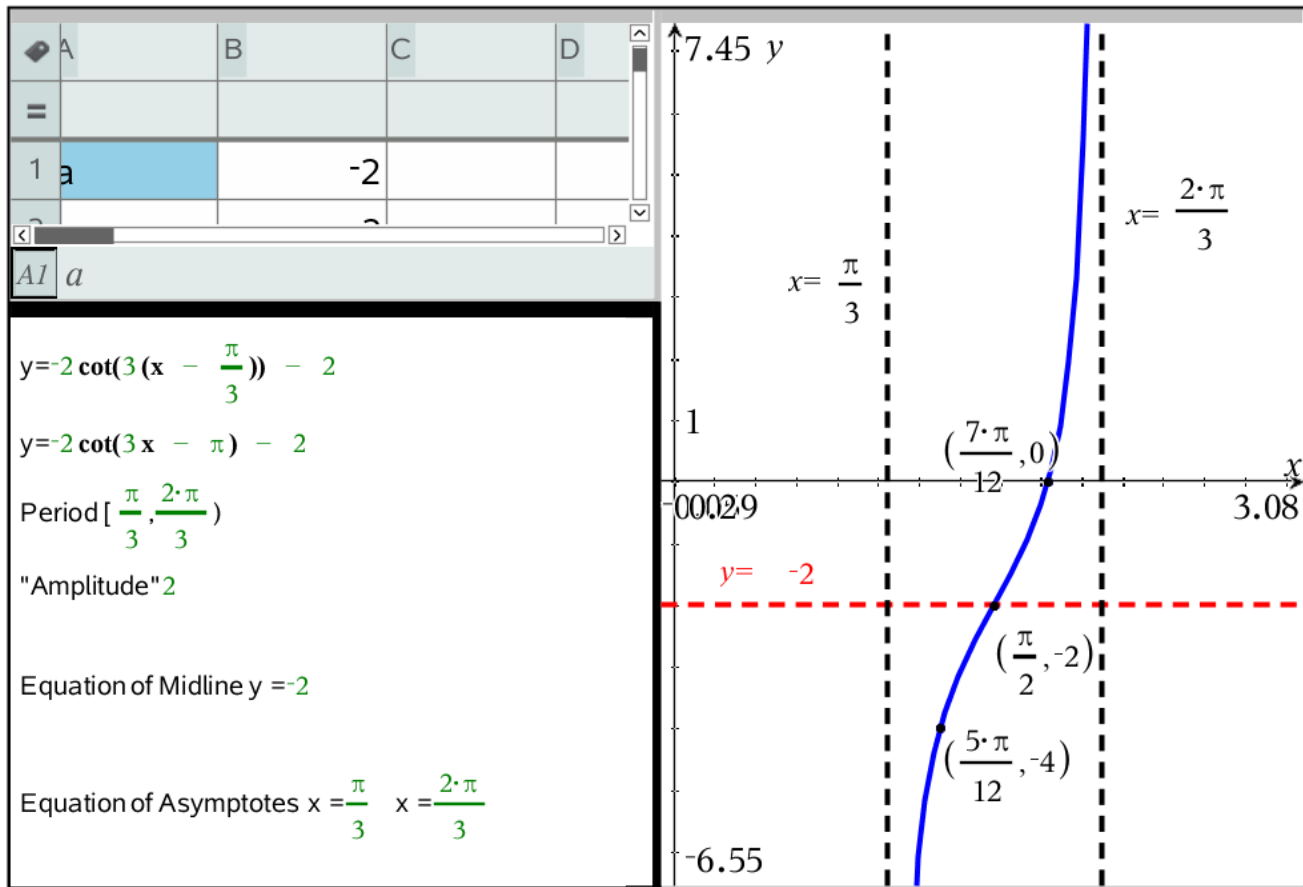 A B C D
=
1 a -2
A1 a
y=-2 cot(3 (x - π/3)) - 2
y=-2 cot(3 x - π) - 2
Period [ π/3 , 2·π/3 )
"Amplitude" 2
Equation of Midline y =-2
Equation of Asymptotes x = π/3 x = 2·π/3
7.45 y
x= 2·π/3
x= π/3
1
(7·π/12 ,0)
x
3.08
y= -2
(π/2 ,-2)
(5·π/12 ,-4)
-6.55